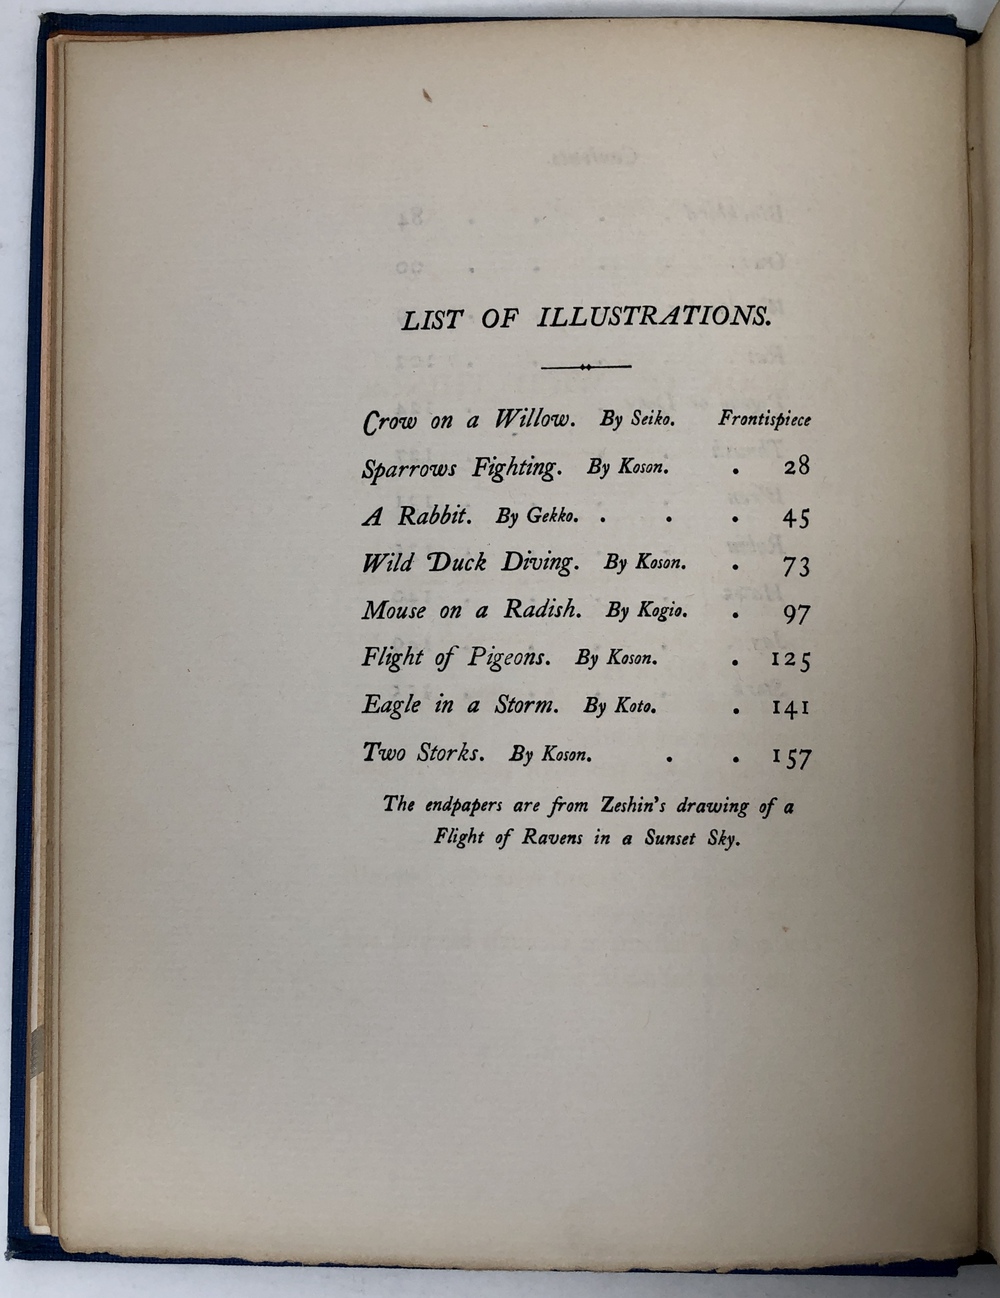 LIST OF ILLUSTRATIONS.
Crow on a Willow. By Seiko. Frontispiece
Sparrows Fighting. By Koson. . 28
A Rabbit. By Gekko. . . . 45
Wild Duck Diving. By Koson. . 73
Mouse on a Radish. By Kogio. . 97
Flight of Pigeons. By Koson. . 125
Eagle in a Storm. By Koto. . 141
Two Storks. By Koson. . . 157
The endpapers are from Zeshin's drawing of a
Flight of Ravens in a Sunset Sky.